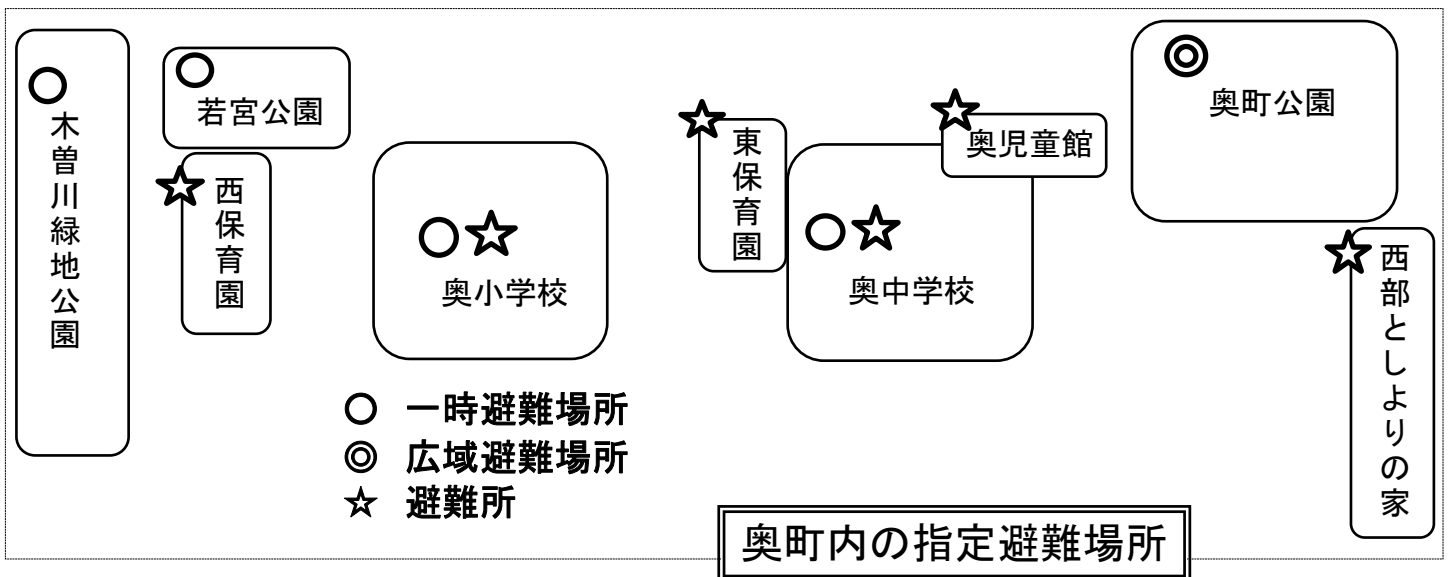 木曽川緑地公園
若宮公園
西保育園
奥小学校
東保育園
奥児童館
奥中学校
奥町公園
西部としよりの家
○ 一時避難場所
◎ 広域避難場所
☆ 避難所
奥町内の指定避難場所